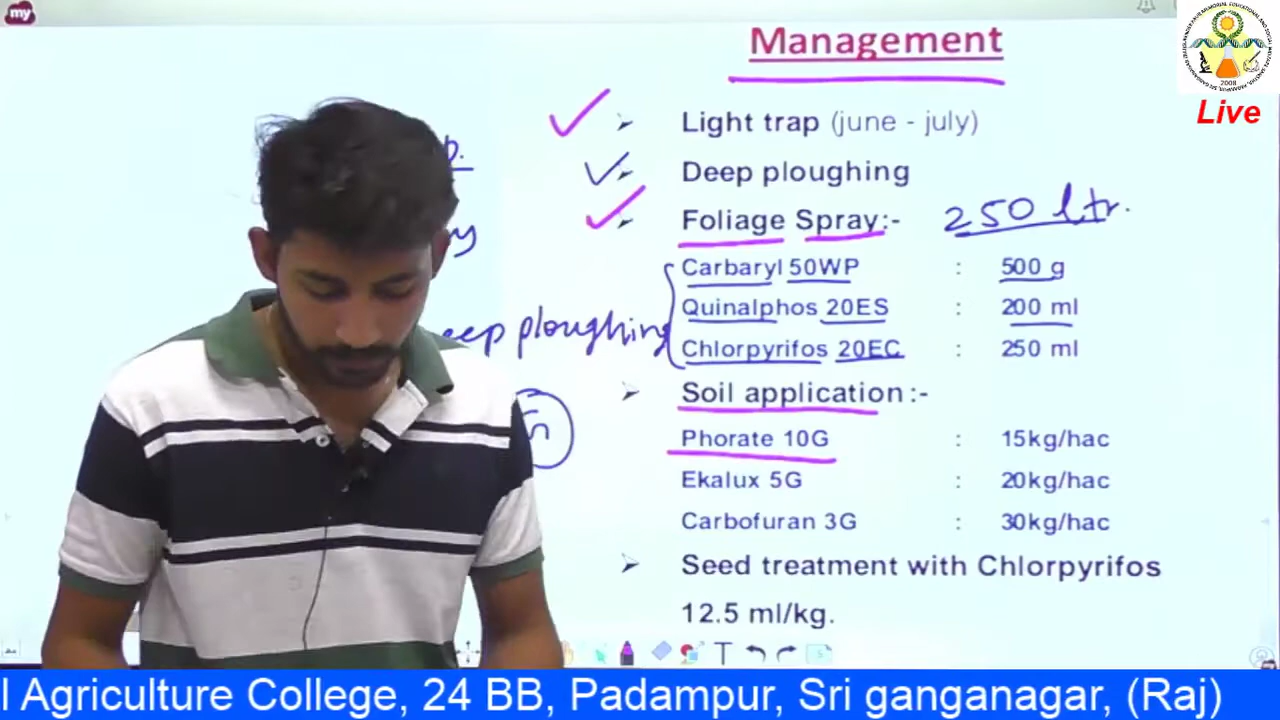 my
Management
Light trap (june - july)
Deep ploughing
Foliage Spray:- 250 ltr.
Carbaryl 50WP : 500 g
Quinalphos 20ES : 200 ml
Chlorpyrifos 20EC : 250 ml
ploughing
Soil application :-
Phorate 10G : 15kg/hac
Ekalux 5G : 20kg/hac
Carbofuran 3G : 30kg/hac
Seed treatment with Chlorpyrifos
12.5 ml/kg.
2008
Live
l Agriculture College, 24 BB, Padampur, Sri ganganagar, (Raj)